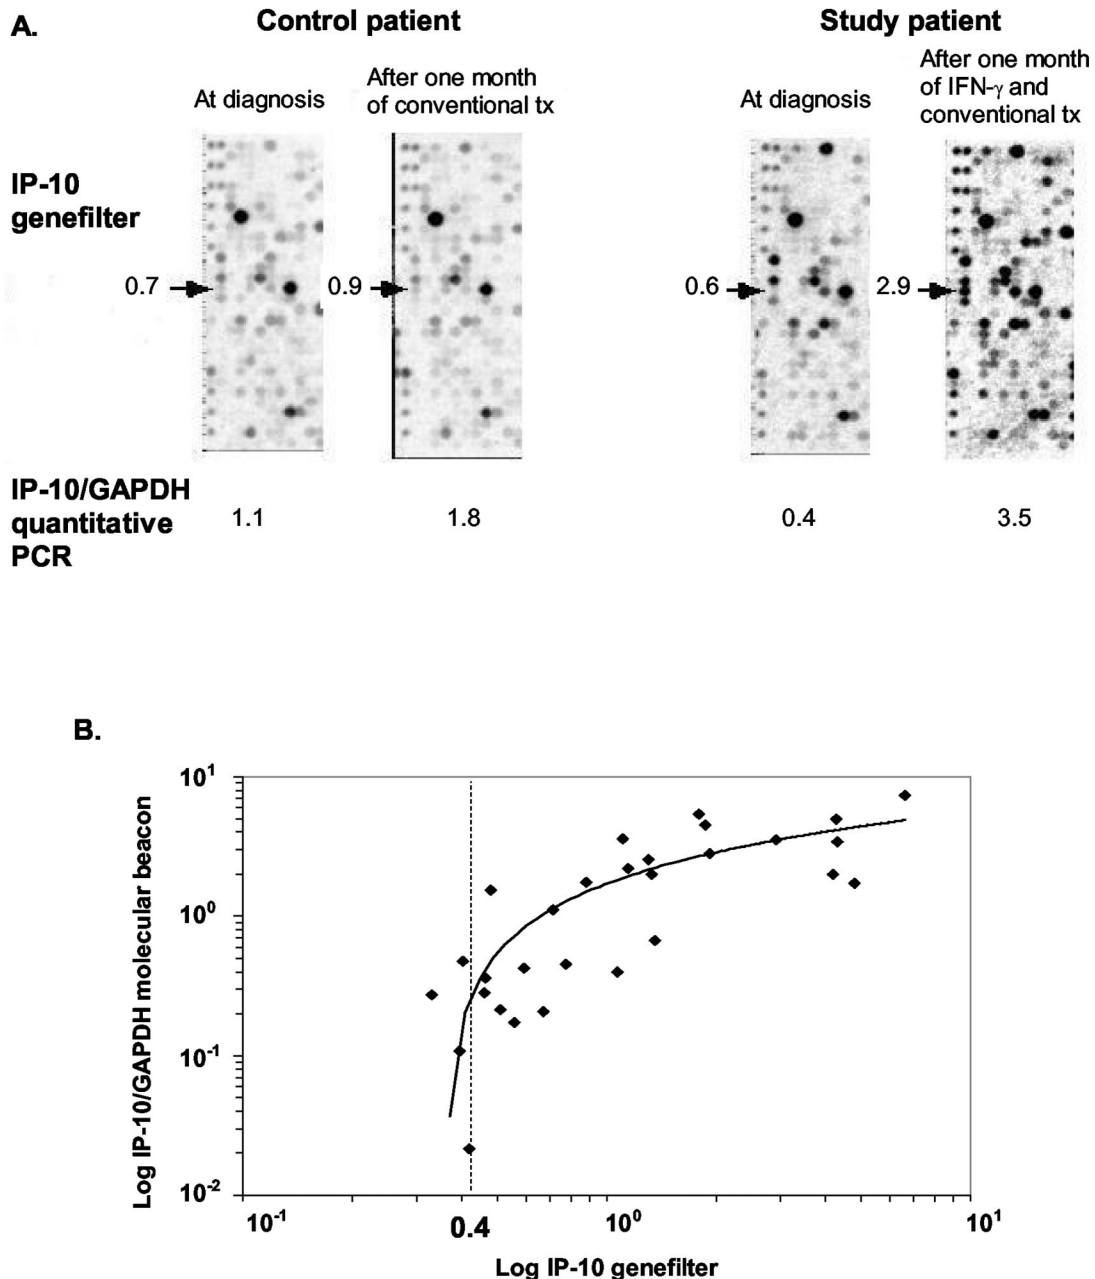 A.
Control patient
Study patient
At diagnosis
After one month
of conventional tx
At diagnosis
After one month
of IFN-γ and
conventional tx
IP-10
genefilter
0.7
0.9
0.6
2.9
IP-10/GAPDH
quantitative
PCR
1.1
1.8
0.4
3.5
B.
Log IP-10/GAPDH molecular beacon
10¹
10⁰
10⁻¹
10⁻²
10⁻¹
0.4
10⁰
10¹
Log IP-10 genefilter